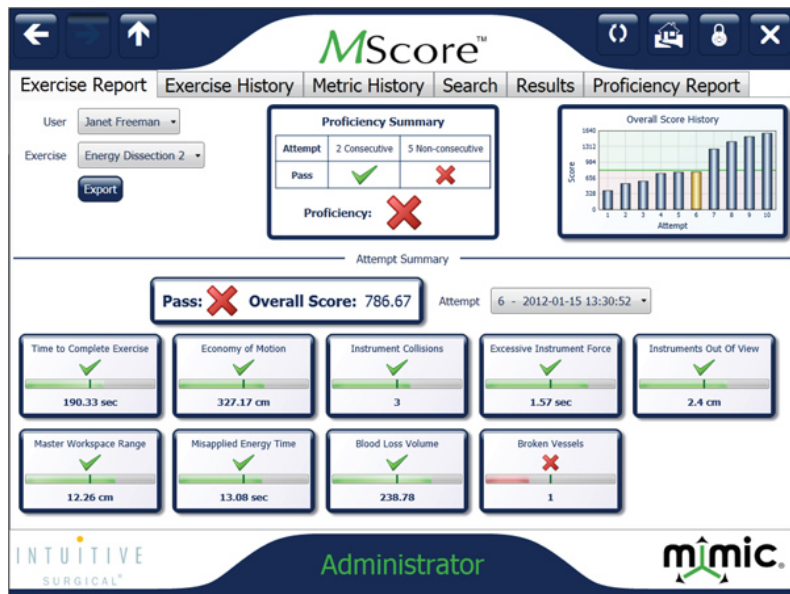 MScore™
Exercise Report Exercise History Metric History Search Results Proficiency Report
User Janet Freeman
Exercise Energy Dissection 2
Export
Proficiency Summary
Attempt 2 Consecutive 5 Non-consecutive
Pass
Proficiency:
Overall Score History
Score
1640
1312
984
656
328
0
1 2 3 4 5 6 7 8 9 10
Attempt
Attempt Summary
Pass: Overall Score: 786.67 Attempt 6 - 2012-01-15 13:30:52
Time to Complete Exercise Economy of Motion Instrument Collisions Excessive Instrument Force Instruments Out Of View
190.33 sec 327.17 cm 3 1.57 sec 2.4 cm
Master Workspace Range Misapplied Energy Time Blood Loss Volume Broken Vessels
12.26 cm 13.08 sec 238.78 1
INTUITIVE
SURGICAL®
Administrator
mimic.